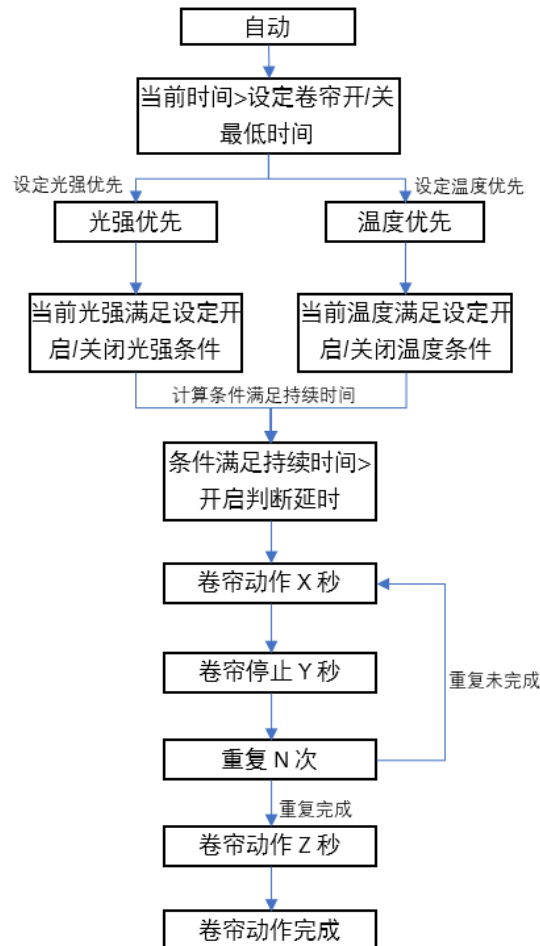 自动
当前时间>设定卷帘开/关
最低时间
设定光强优先
设定温度优先
光强优先
温度优先
当前光强满足设定开
启/关闭光强条件
当前温度满足设定开
启/关闭温度条件
计算条件满足持续时间
条件满足持续时间>
开启判断延时
卷帘动作 X 秒
卷帘停止 Y 秒
重复未完成
重复 N 次
重复完成
卷帘动作 Z 秒
卷帘动作完成